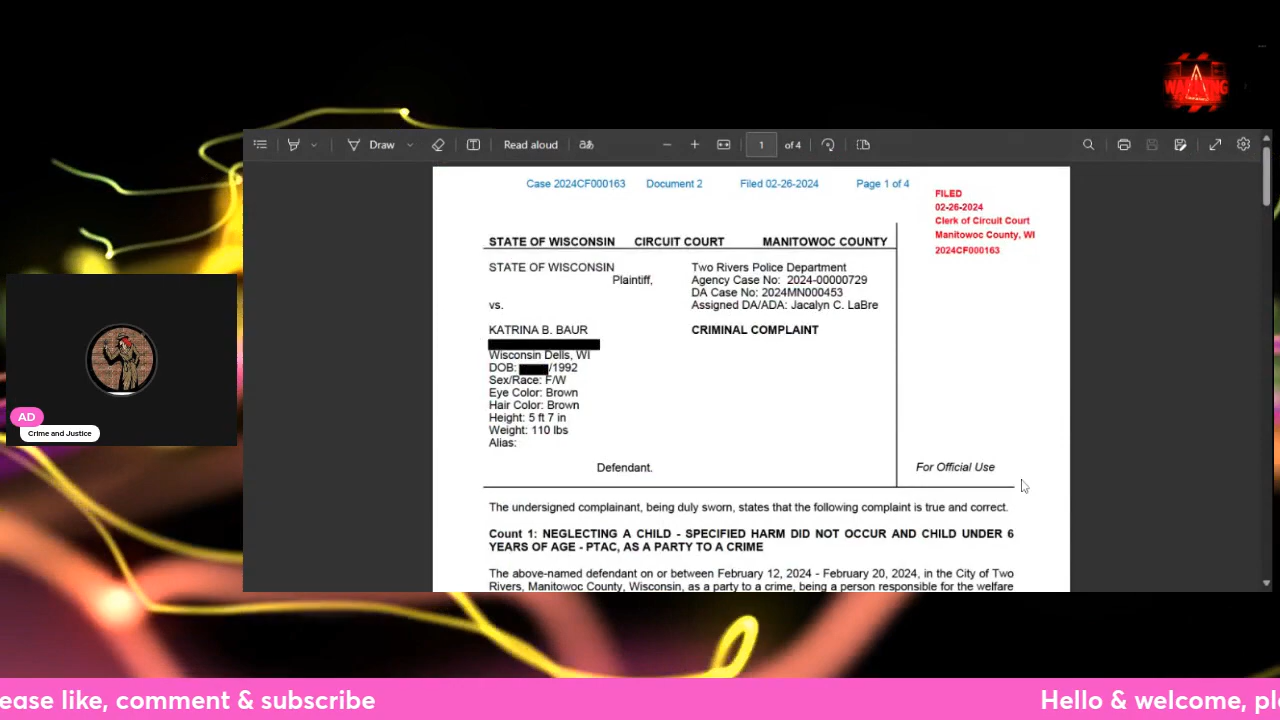 WARNING
Draw
Read aloud
1 of 4
Case 2024CF000163 Document 2 Filed 02-26-2024 Page 1 of 4
FILED
02-26-2024
Clerk of Circuit Court
Manitowoc County, WI
2024CF000163
STATE OF WISCONSIN CIRCUIT COURT MANITOWOC COUNTY
STATE OF WISCONSIN
Plaintiff,
vs.
KATRINA B. BAUR
Wisconsin Dells, WI
DOB: /1992
Sex/Race: F/W
Eye Color: Brown
Hair Color: Brown
Height: 5 ft 7 in
Weight: 110 lbs
Alias:
Defendant.
Two Rivers Police Department
Agency Case No: 2024-00000729
DA Case No: 2024MN000453
Assigned DA/ADA: Jacalyn C. LaBre
CRIMINAL COMPLAINT
For Official Use
The undersigned complainant, being duly sworn, states that the following complaint is true and correct.
Count 1: NEGLECTING A CHILD - SPECIFIED HARM DID NOT OCCUR AND CHILD UNDER 6
YEARS OF AGE - PTAC, AS A PARTY TO A CRIME
The above-named defendant on or between February 12, 2024 - February 20, 2024, in the City of Two
Rivers, Manitowoc County, Wisconsin, as a party to a crime, being a person responsible for the welfare
AD
Crime and Justice
ease like, comment & subscribe
Hello & welcome, pl